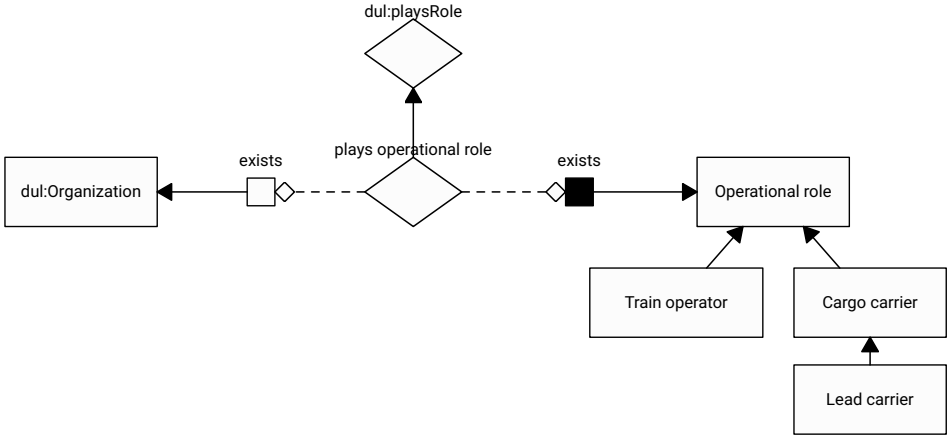 dul:playsRole
plays operational role
exists
exists
dul:Organization
Operational role
Train operator
Cargo carrier
Lead carrier